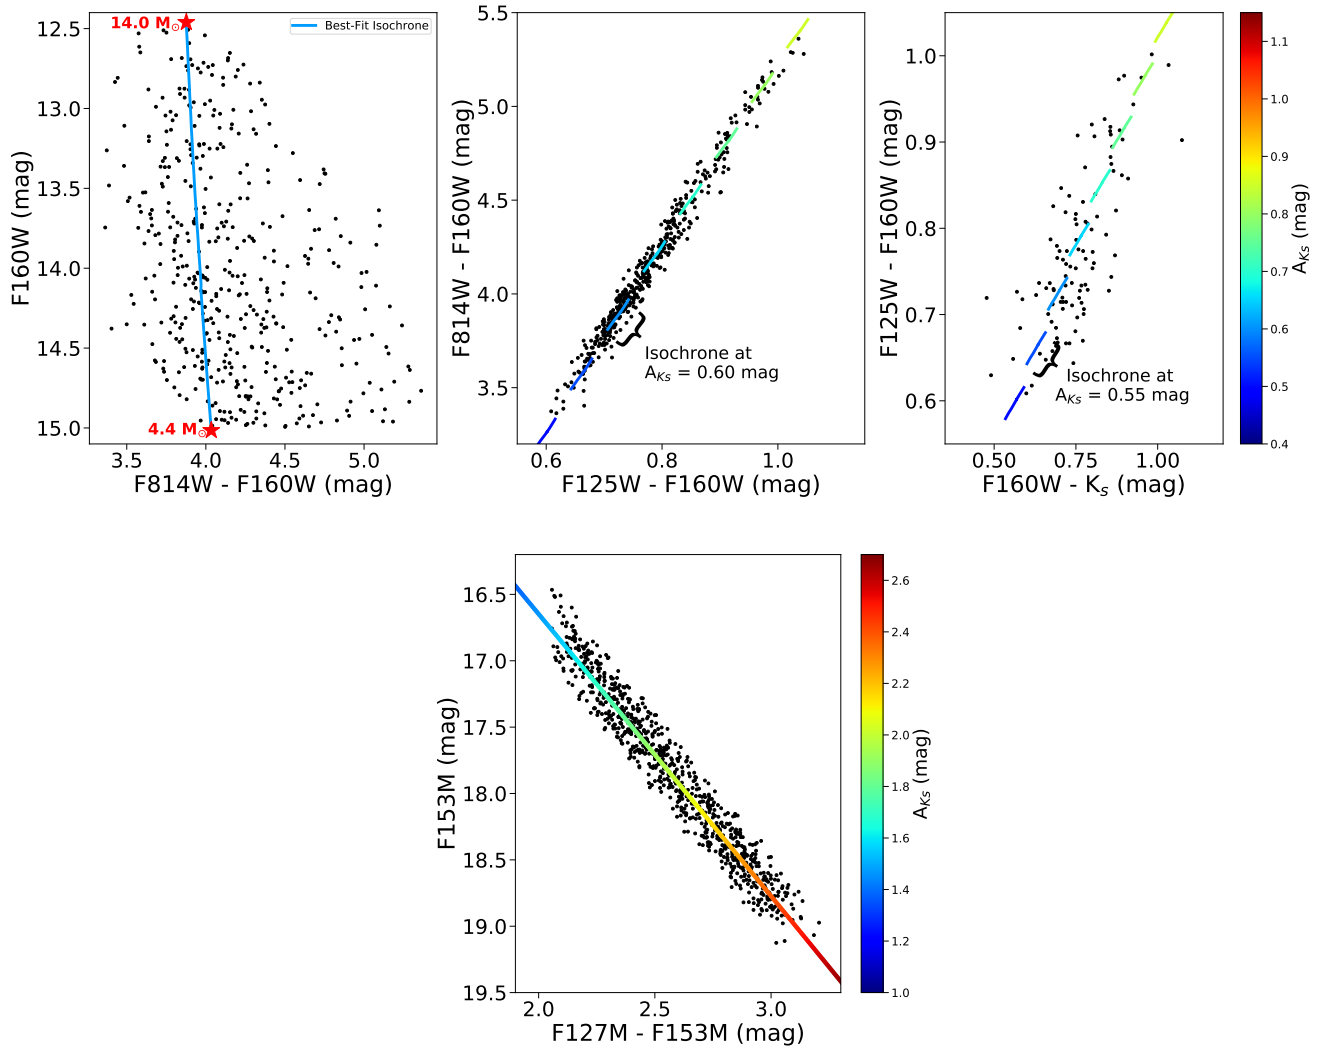 14.0 M☉
Best-Fit Isochrone
4.4 M☉
12.5
13.0
13.5
14.0
14.5
15.0
F160W (mag)
3.5 4.0 4.5 5.0
F814W - F160W (mag)
5.5
5.0
4.5
4.0
3.5
F814W - F160W (mag)
Isochrone at
A_Ks = 0.60 mag
0.6 0.8 1.0
F125W - F160W (mag)
1.0
0.9
0.8
0.7
0.6
F125W - F160W (mag)
Isochrone at
A_Ks = 0.55 mag
0.50 0.75 1.00
F160W - K_s (mag)
1.1
1.0
0.9
0.8
0.7
0.6
0.5
0.4
A_Ks (mag)
16.5
17.0
17.5
18.0
18.5
19.0
19.5
F153M (mag)
2.0 2.5 3.0
F127M - F153M (mag)
2.6
2.4
2.2
2.0
1.8
1.6
1.4
1.2
1.0
A_Ks (mag)